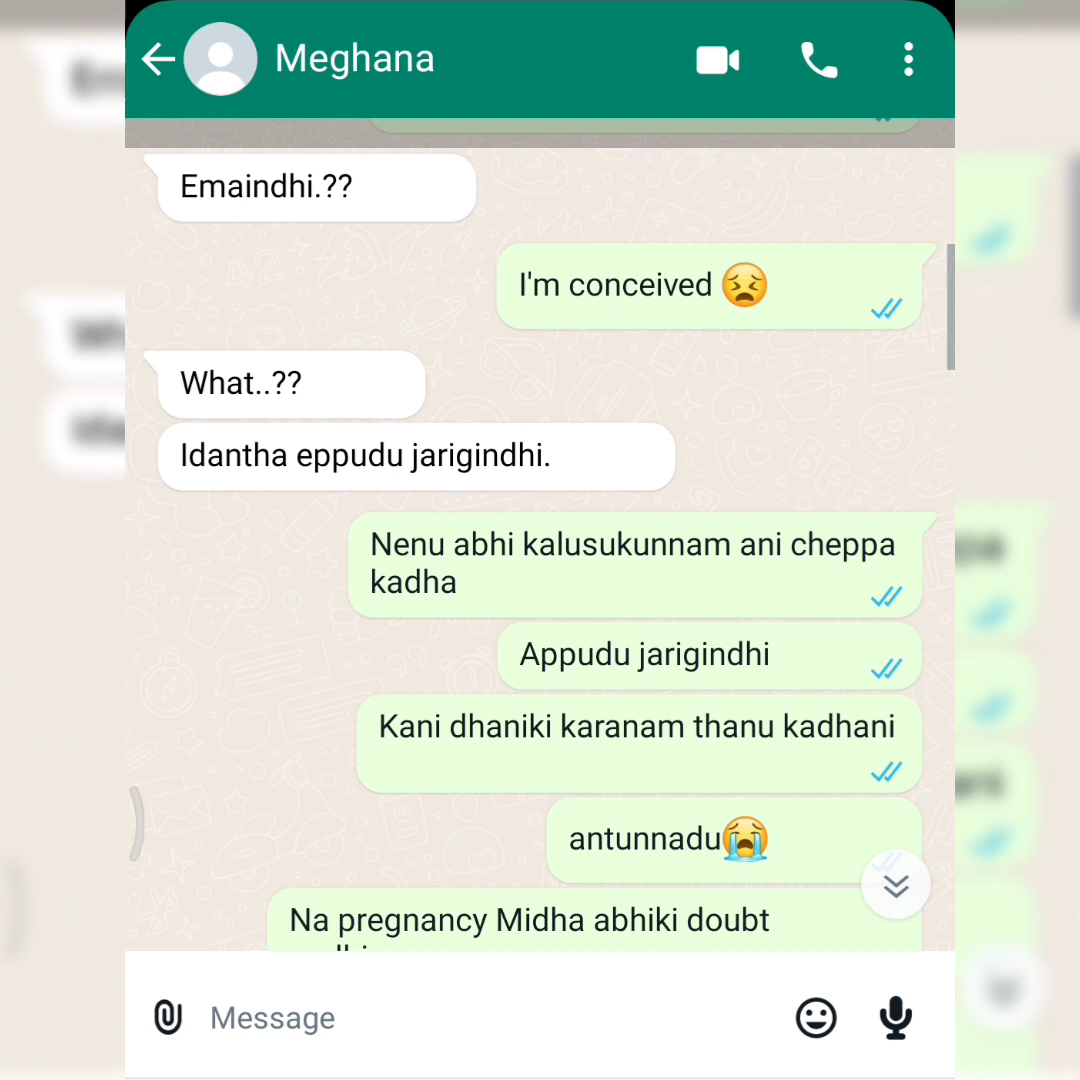 Meghana
Emaindhi.??
I'm conceived 😣
What..??
Idantha eppudu jarigindhi.
Nenu abhi kalusukunnam ani cheppa
kadha
Appudu jarigindhi
Kani dhaniki karanam thanu kadhani
antunnadu😭
Na pregnancy Midha abhiki doubt
Message